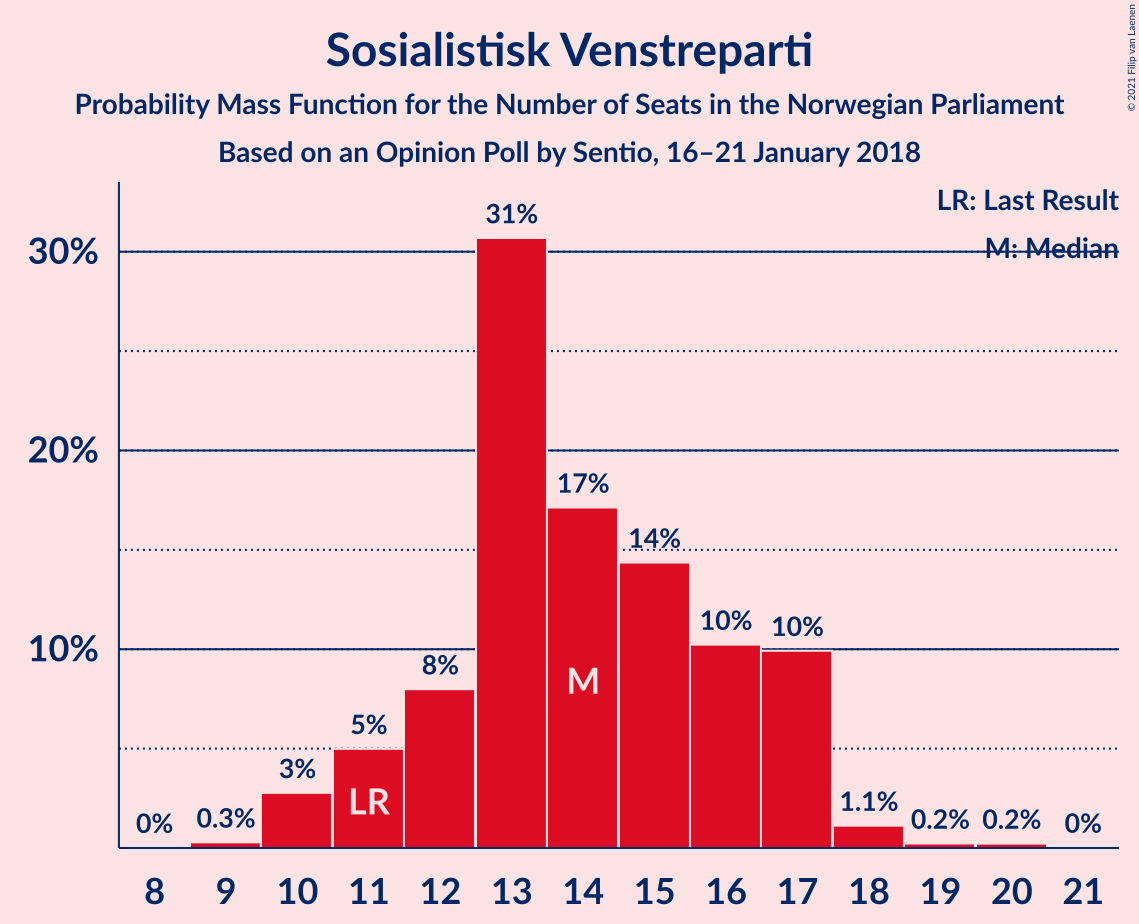 Sosialistisk Venstreparti
Probability Mass Function for the Number of Seats in the Norwegian Parliament
Based on an Opinion Poll by Sentio, 16–21 January 2018
© 2021 Filip van Laenen
LR: Last Result
M: Median
30%
20%
10%
0%
0.3%
3%
5%
8%
31%
17%
14%
10%
10%
1.1%
0.2%
0.2%
0%
LR
M
8 9 10 11 12 13 14 15 16 17 18 19 20 21